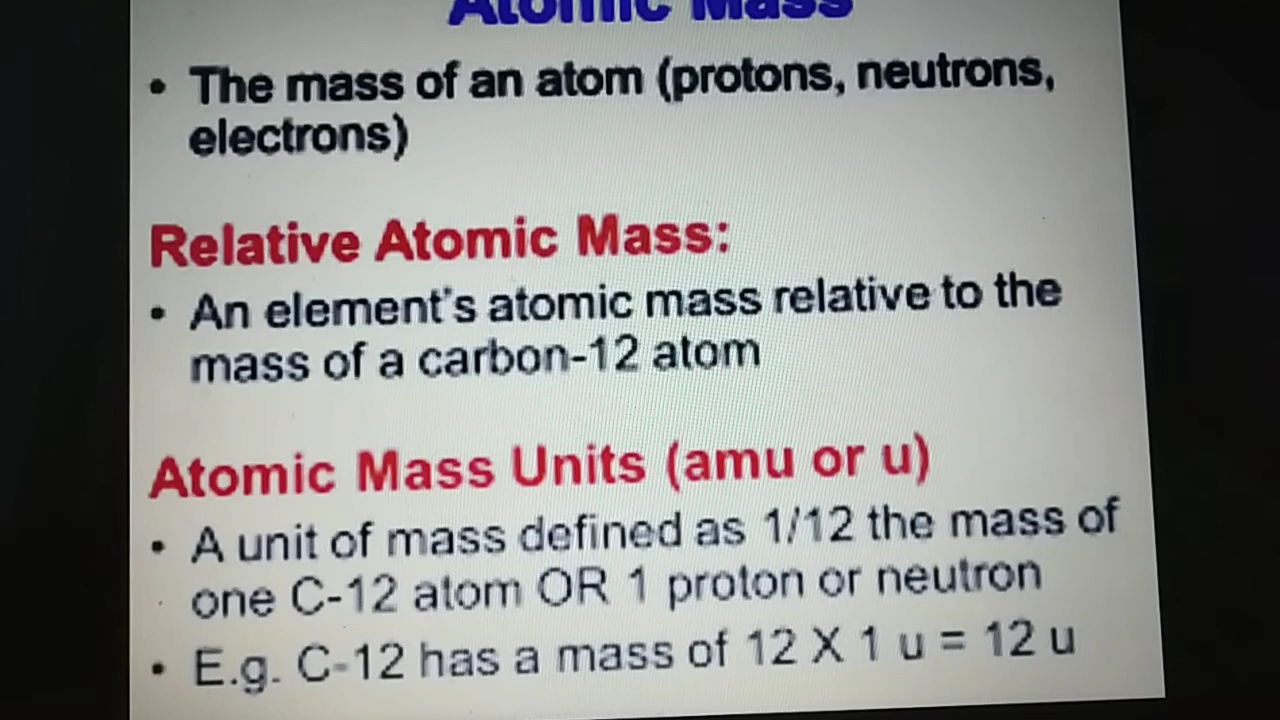 Atomic Mass
• The mass of an atom (protons, neutrons,
electrons)
Relative Atomic Mass:
• An element's atomic mass relative to the
mass of a carbon-12 atom
Atomic Mass Units (amu or u)
• A unit of mass defined as 1/12 the mass of
one C-12 atom OR 1 proton or neutron
• E.g. C-12 has a mass of 12 X 1 u = 12 u